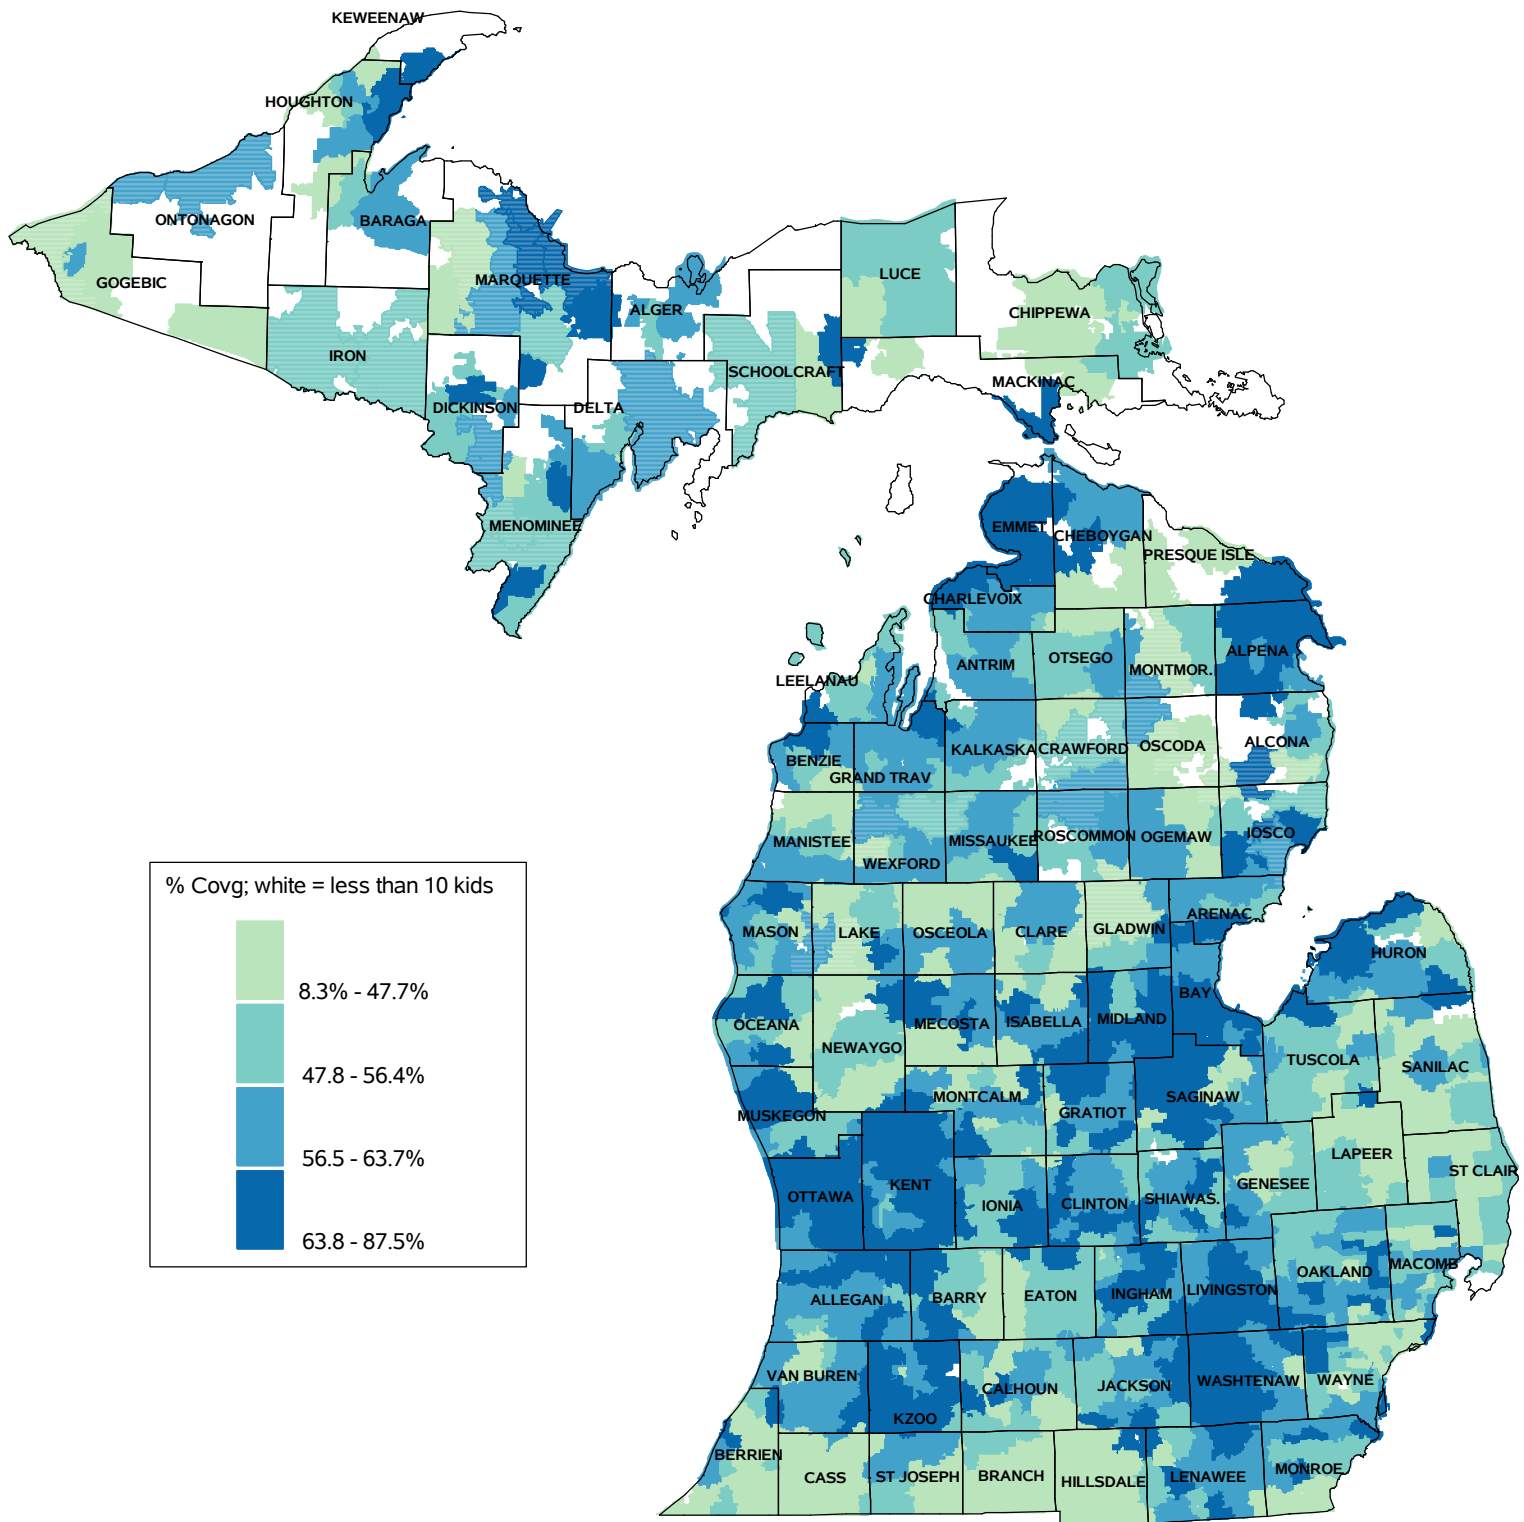 KEWEENAW
HOUGHTON
ONTONAGON
BARAGA
GOGEBIC
MARQUETTE
LUCE
ALGER
CHIPPEWA
IRON
SCHOOLCRAFT
MACKINAC
DICKINSON
DELTA
MENOMINEE
EMMET
CHEBOYGAN
PRESQUE ISLE
CHARLEVOIX
ANTRIM
OTSEGO
MONTMOR.
ALPENA
LEELANAU
BENZIE
GRAND TRAV
KALKASKA
CRAWFORD
OSCODA
ALCONA
MANISTEE
WEXFORD
MISSAUKEE
ROSCOMMON
OGEMAW
IOSCO
% Covg; white = less than 10 kids
8.3% - 47.7%
47.8 - 56.4%
56.5 - 63.7%
63.8 - 87.5%
MASON
LAKE
OSCEOLA
CLARE
GLADWIN
ARENAC
HURON
OCEANA
NEWAYGO
MECOSTA
ISABELLA
MIDLAND
BAY
TUSCOLA
SANILAC
MUSKEGON
MONTCALM
GRATIOT
SAGINAW
LAPEER
ST CLAIR
OTTAWA
KENT
IONIA
CLINTON
SHIAWAS.
GENESEE
ALLEGAN
BARRY
EATON
INGHAM
LIVINGSTON
OAKLAND
MACOMB
VAN BUREN
KZOO
CALHOUN
JACKSON
WASHTENAW
WAYNE
BERRIEN
CASS
ST JOSEPH
BRANCH
HILLSDALE
LENAWEE
MONROE